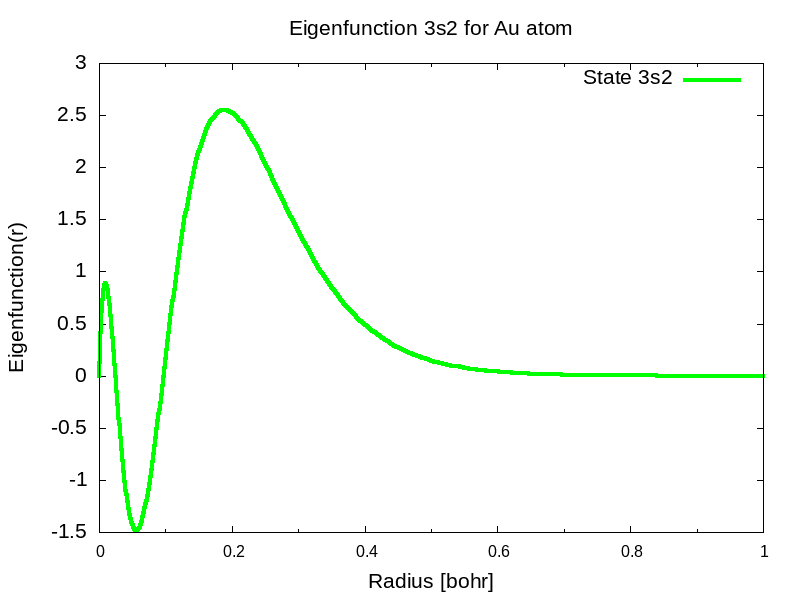 Eigenfunction 3s2 for Au atom
State 3s2
3
2.5
2
1.5
1
0.5
0
-0.5
-1
-1.5
Eigenfunction(r)
0 0.2 0.4 0.6 0.8 1
Radius [bohr]